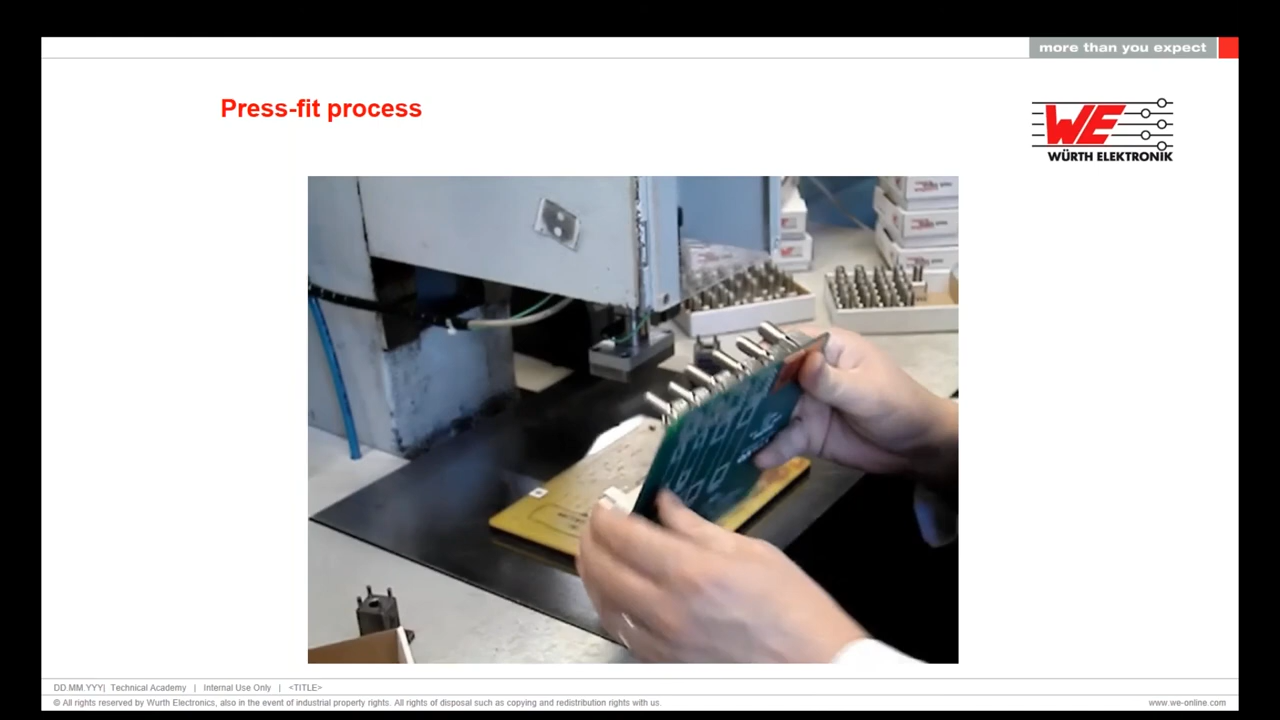 more than you expect
Press-fit process
WE
WÜRTH ELEKTRONIK
DD.MM.YYY| Technical Academy | Internal Use Only | <TITLE>
© All rights reserved by Wurth Electronics, also in the event of industrial property rights. All rights of disposal such as copying and redistribution rights with us.
www.we-online.com